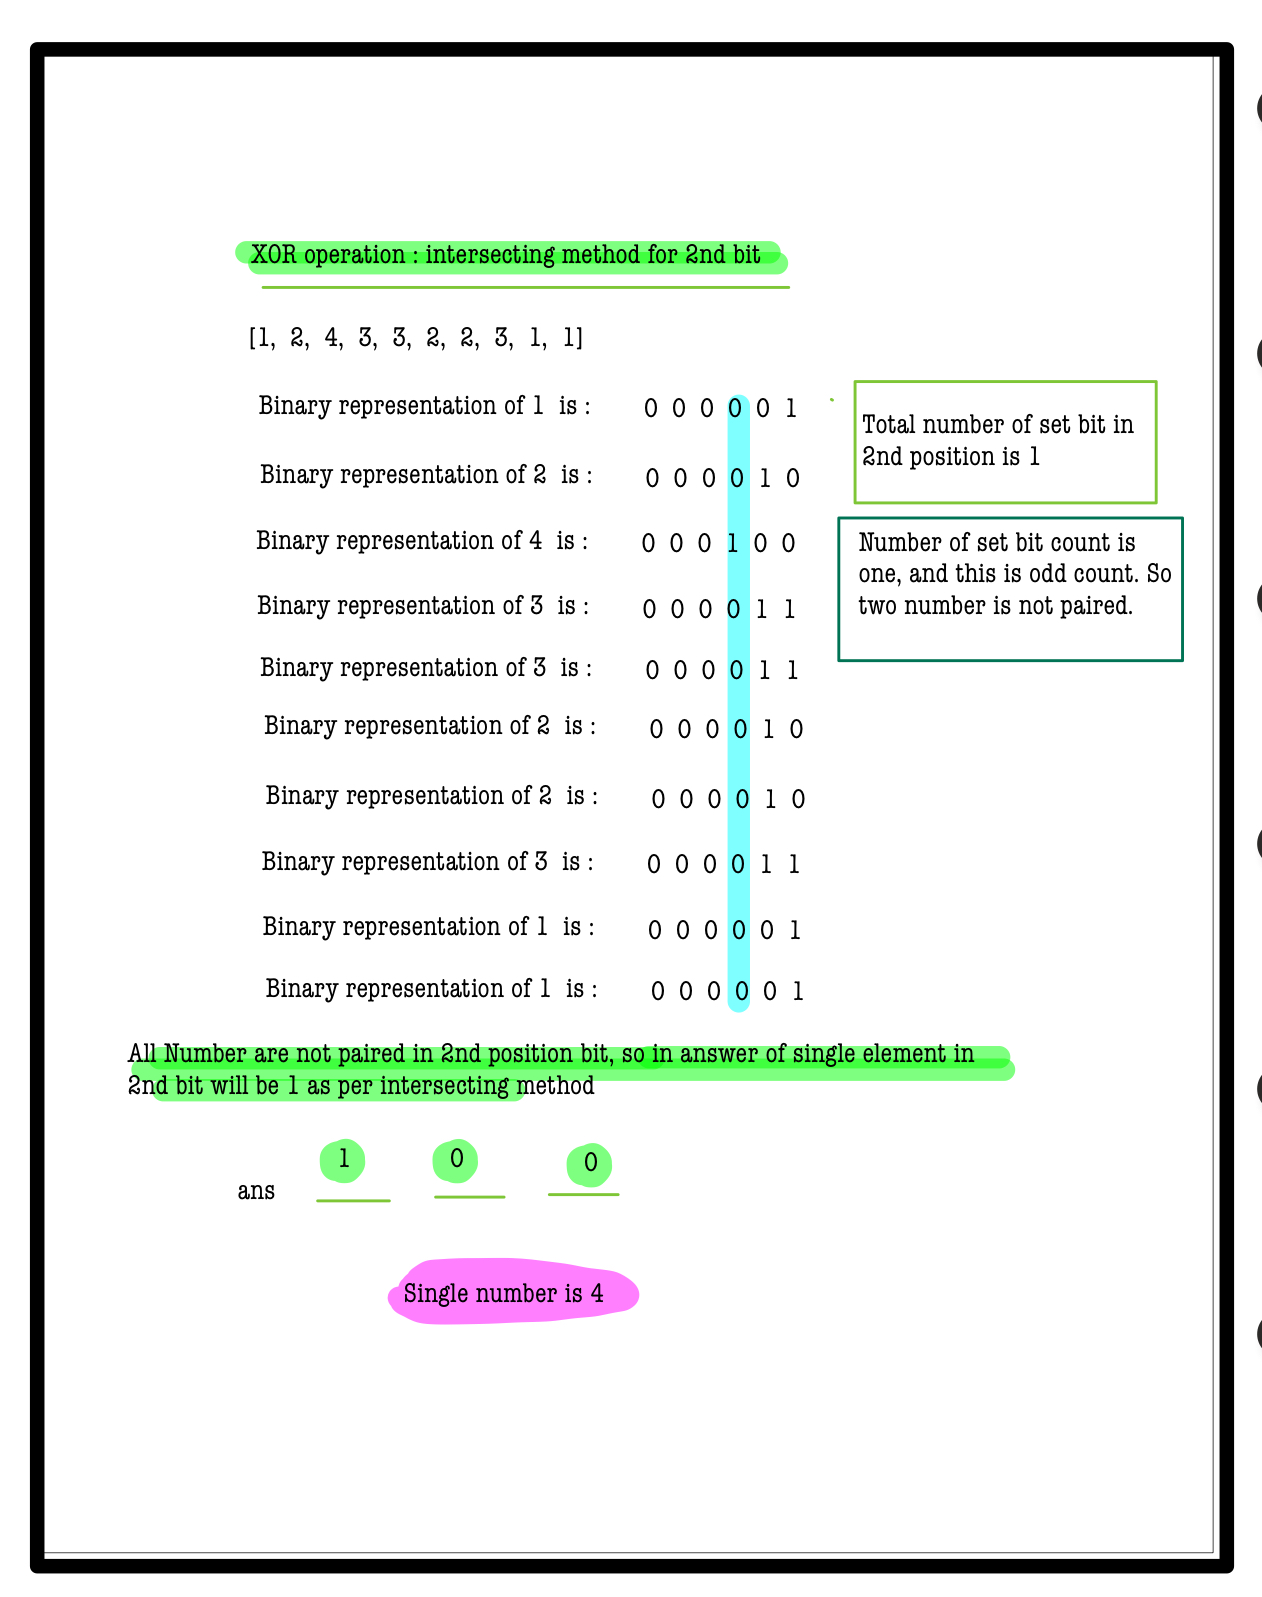 XOR operation : intersecting method for 2nd bit
[1, 2, 4, 3, 3, 2, 2, 3, 1, 1]
Binary representation of 1 is : 0 0 0 0 0 1
Total number of set bit in
2nd position is 1
Binary representation of 2 is : 0 0 0 0 1 0
Binary representation of 4 is : 0 0 0 1 0 0
Number of set bit count is
one, and this is odd count. So
two number is not paired.
Binary representation of 3 is : 0 0 0 0 1 1
Binary representation of 3 is : 0 0 0 0 1 1
Binary representation of 2 is : 0 0 0 0 1 0
Binary representation of 2 is : 0 0 0 0 1 0
Binary representation of 3 is : 0 0 0 0 1 1
Binary representation of 1 is : 0 0 0 0 0 1
Binary representation of 1 is : 0 0 0 0 0 1
All Number are not paired in 2nd position bit, so in answer of single element in
2nd bit will be 1 as per intersecting method
ans 1 0 0
Single number is 4